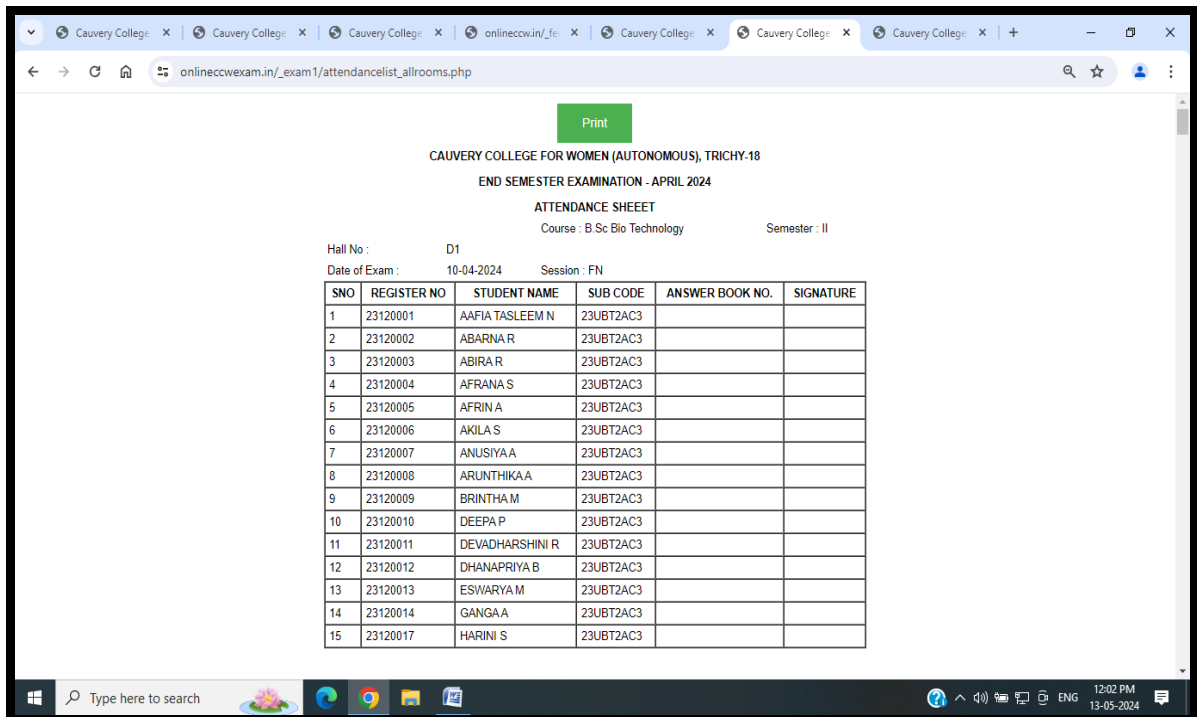 Cauvery College
Cauvery College
Cauvery College
onlineccw.in/_fe
Cauvery College
Cauvery College
Cauvery College
onlineccwexam.in/_exam1/attendancelist_allrooms.php
Print
CAUVERY COLLEGE FOR WOMEN (AUTONOMOUS), TRICHY-18
END SEMESTER EXAMINATION - APRIL 2024
ATTENDANCE SHEEET
Course : B.Sc Bio Technology Semester : II
Hall No : D1
Date of Exam : 10-04-2024 Session : FN
SNO REGISTER NO STUDENT NAME SUB CODE ANSWER BOOK NO. SIGNATURE
1 23120001 AAFIA TASLEEM N 23UBT2AC3
2 23120002 ABARNA R 23UBT2AC3
3 23120003 ABIRA R 23UBT2AC3
4 23120004 AFRANA S 23UBT2AC3
5 23120005 AFRIN A 23UBT2AC3
6 23120006 AKILA S 23UBT2AC3
7 23120007 ANUSIYA A 23UBT2AC3
8 23120008 ARUNTHIKA A 23UBT2AC3
9 23120009 BRINTHA M 23UBT2AC3
10 23120010 DEEPA P 23UBT2AC3
11 23120011 DEVADHARSHINI R 23UBT2AC3
12 23120012 DHANAPRIYA B 23UBT2AC3
13 23120013 ESWARYA M 23UBT2AC3
14 23120014 GANGA A 23UBT2AC3
15 23120017 HARINI S 23UBT2AC3
Type here to search
ENG
12:02 PM
13-05-2024